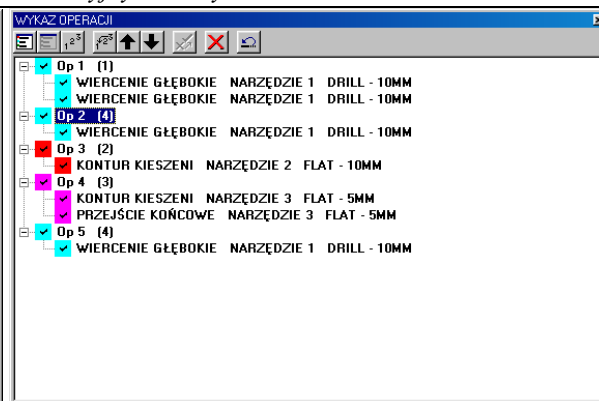 WYKAZ OPERACJI
Op 1 (1)
WIERCENIE GŁĘBOKIE NARZĘDZIE 1 DRILL - 10MM
WIERCENIE GŁĘBOKIE NARZĘDZIE 1 DRILL - 10MM
Op 2 (4)
WIERCENIE GŁĘBOKIE NARZĘDZIE 1 DRILL - 10MM
Op 3 (2)
KONTUR KIESZENI NARZĘDZIE 2 FLAT - 10MM
Op 4 (3)
KONTUR KIESZENI NARZĘDZIE 3 FLAT - 5MM
PRZEJŚCIE KOŃCOWE NARZĘDZIE 3 FLAT - 5MM
Op 5 (4)
WIERCENIE GŁĘBOKIE NARZĘDZIE 1 DRILL - 10MM